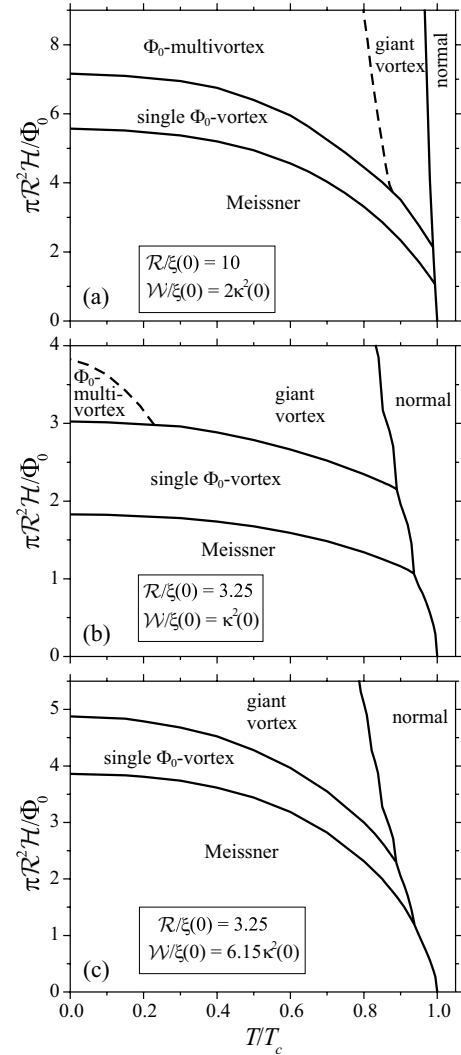 8
6
4
2
0
πR²H/Φ₀
Φ₀-multivortex
giant
vortex
normal
single Φ₀-vortex
Meissner
R/ξ(0) = 10
W/ξ(0) = 2κ²(0)
(a)
4
3
2
1
0
πR²H/Φ₀
Φ₀-
multi-
vortex
giant
vortex
normal
single Φ₀-vortex
Meissner
R/ξ(0) = 3.25
W/ξ(0) = κ²(0)
(b)
5
4
3
2
1
0
πR²H/Φ₀
giant
vortex
normal
single Φ₀-vortex
Meissner
R/ξ(0) = 3.25
W/ξ(0) = 6.15κ²(0)
(c)
0.0 0.2 0.4 0.6 0.8 1.0
T/Tc